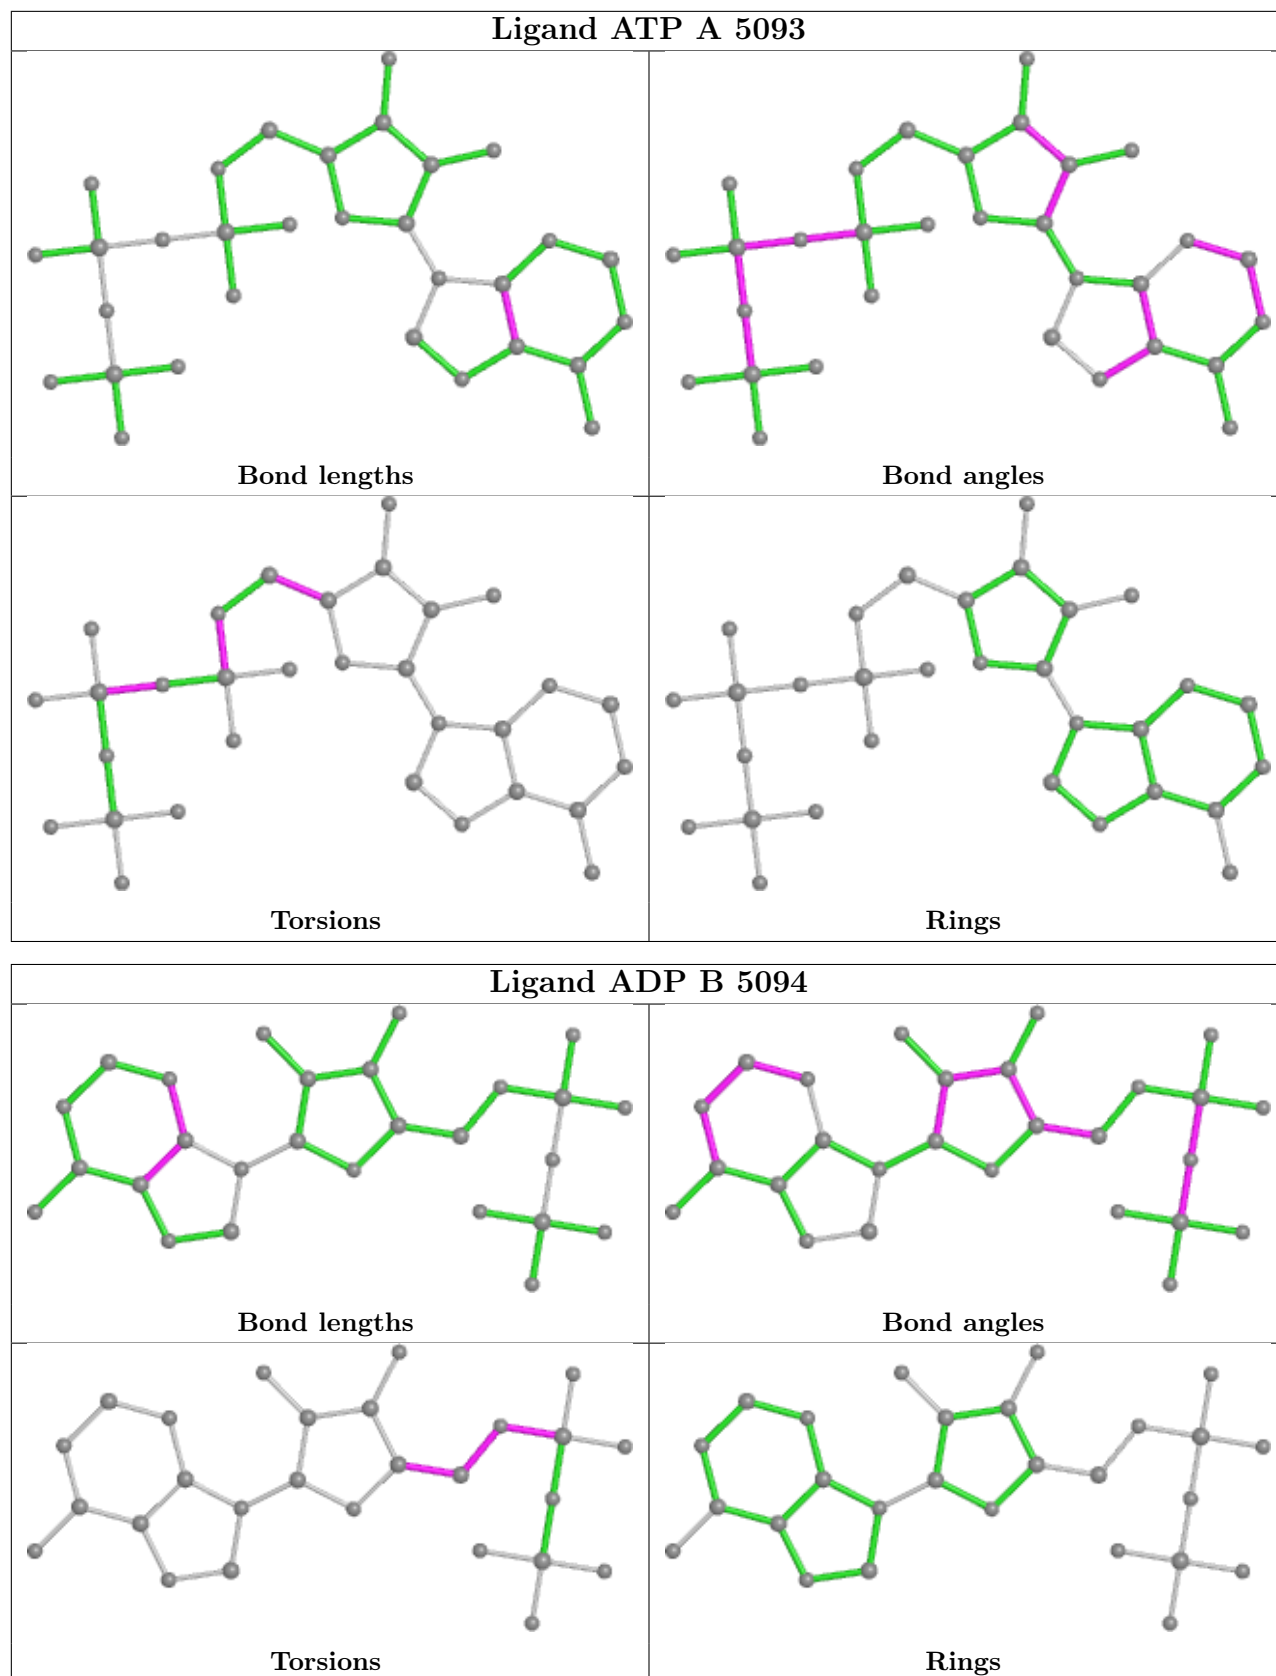 Ligand ATP A 5093
Bond lengths
Bond angles
Torsions
Rings
Ligand ADP B 5094
Bond lengths
Bond angles
Torsions
Rings